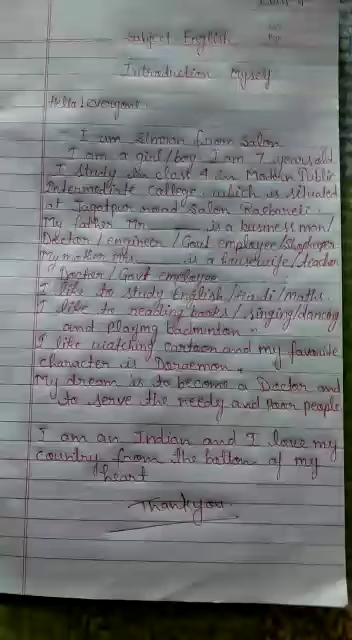 Subject English
Introduction Myself
Hello! everyone.
I am Simran from Salon
I am a girl/boy I am 7 years old
I study in class 4 in Modern Public
Intermediate College, which is situated
at Jagatpur road Salon Raebareli.
My father Mr. ______ is a business man/
Doctor/engineer/Govt employee/Shopkeeper
My mother Mrs. ______ is a housewife/teacher
Doctor/Govt employee
I like to study English/Hindi/maths.
I like to reading books/singing/dancing
and playing badminton.
I like watching cartoon and my favourite
character is Doraemon.
My dream is to become a Doctor and
to serve the needy and poor people
I am an Indian and I love my
country from the bottom of my
heart
Thankyou.